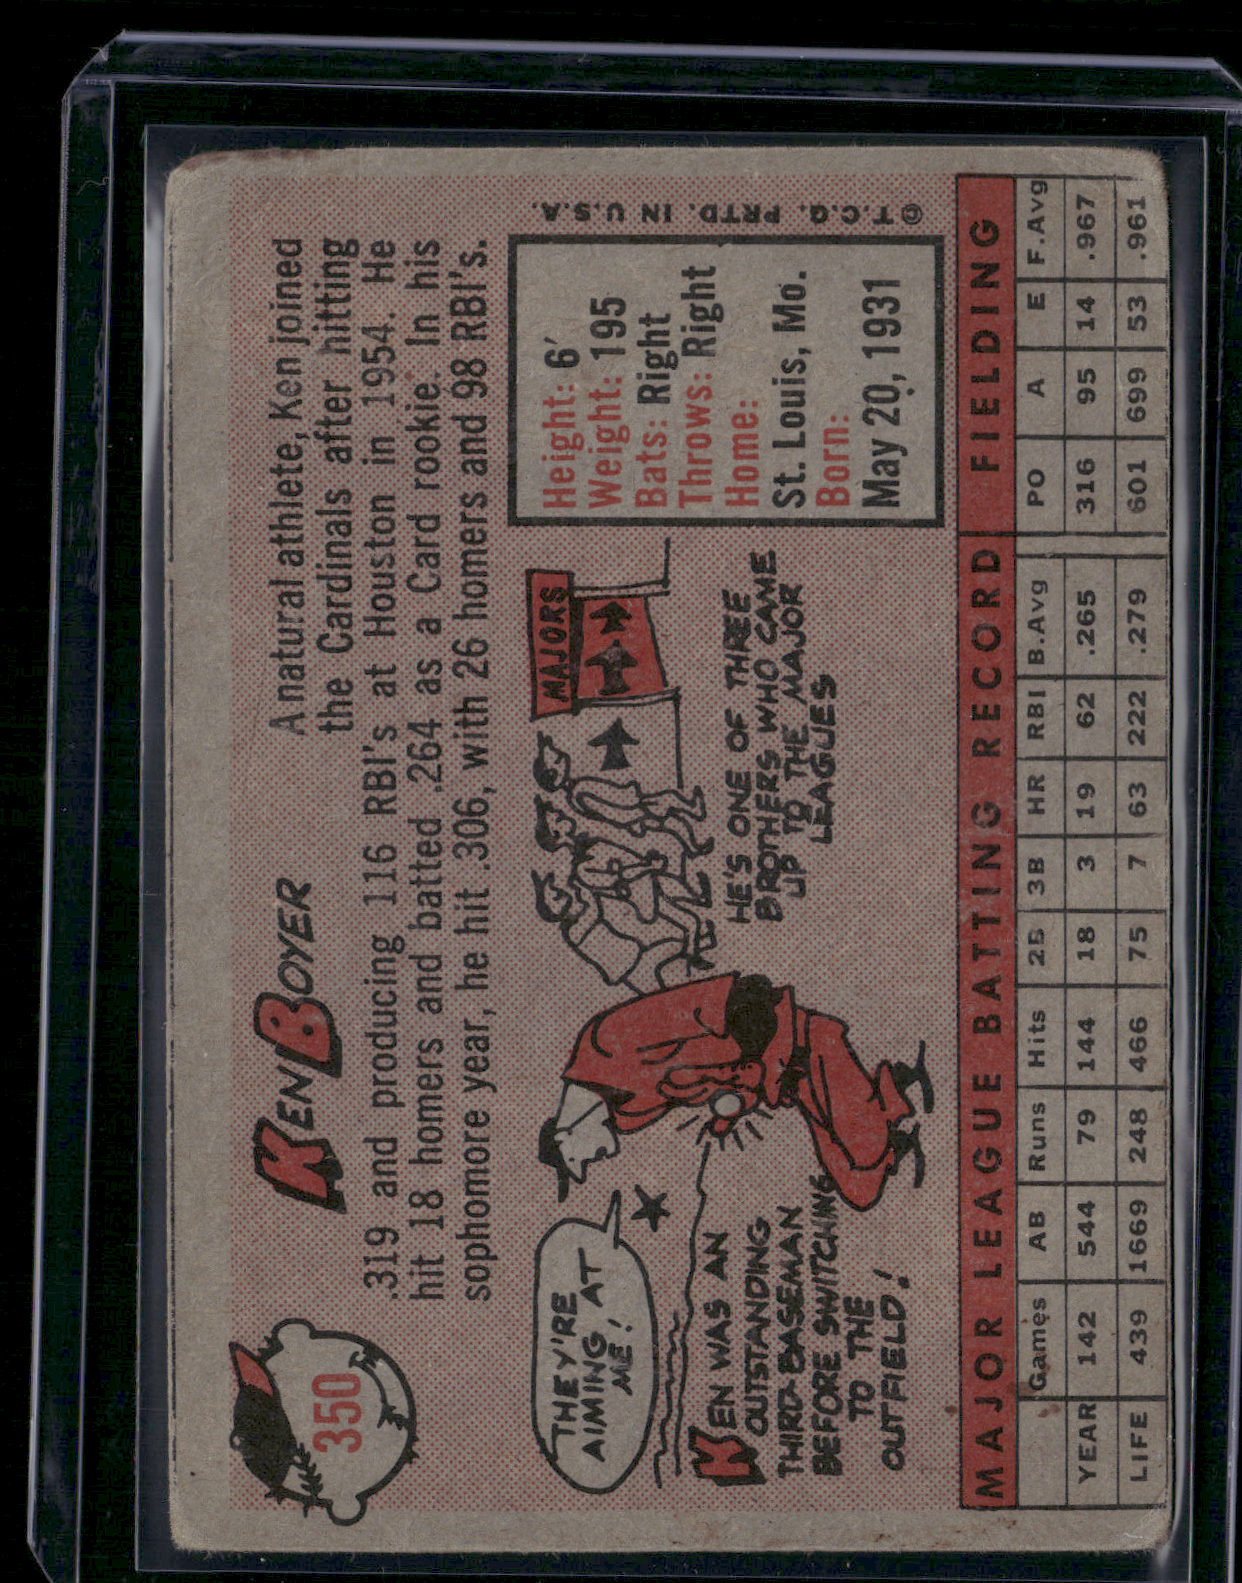 350
KEN BOYER
A natural athlete, Ken joined
the Cardinals after hitting
.319 and producing 116 RBI's at Houston in 1954. He
hit 18 homers and batted .264 as a Card rookie. In his
sophomore year, he hit .306, with 26 homers and 98 RBI's.
THEY'RE
AIMING AT
ME!
KEN WAS AN
OUTSTANDING
THIRD-BASEMAN
BEFORE SWITCHING
TO THE
OUTFIELD!
MAJORS
HE'S ONE OF THREE
BROTHERS WHO CAME
UP TO THE MAJOR
LEAGUES
Height: 6'
Weight: 195
Bats: Right
Throws: Right
Home:
St. Louis, Mo.
Born:
May 20, 1931
© T.C.G. PRTD. IN U.S.A.
MAJOR LEAGUE BATTING RECORD FIELDING
Games AB Runs Hits 2B 3B HR RBI B.Avg PO A E F.Avg
YEAR 142 544 79 144 18 3 19 62 .265 316 95 14 .967
LIFE 439 1669 248 466 75 7 63 222 .279 601 699 53 .961